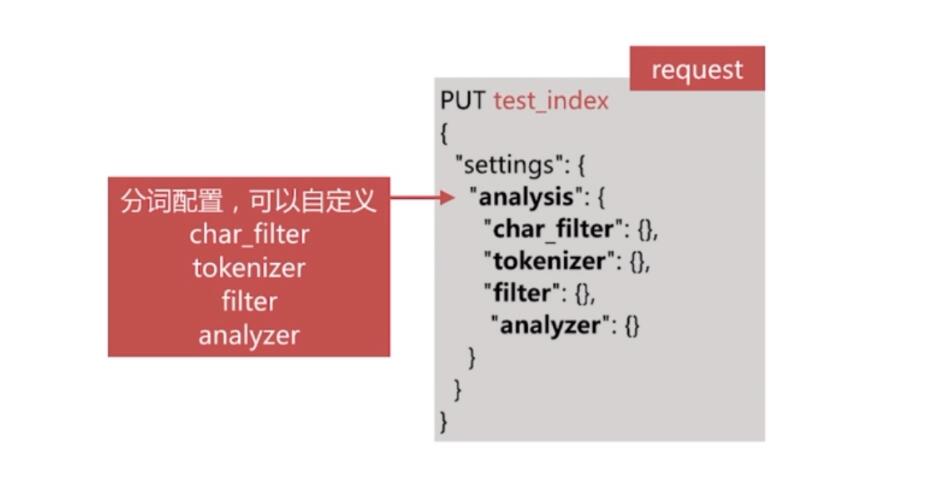 request
PUT test_index
{
"settings": {
"analysis": {
"char_filter": {},
"tokenizer": {},
"filter": {},
"analyzer": {}
}
}
}
分词配置，可以自定义
char_filter
tokenizer
filter
analyzer